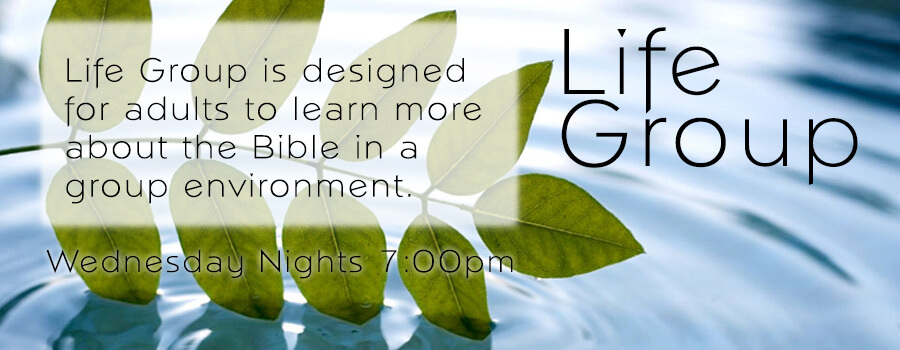 Life Group is designed
for adults to learn more
about the Bible in a
group environment.
Wednesday Nights 7:00pm
Life
Group